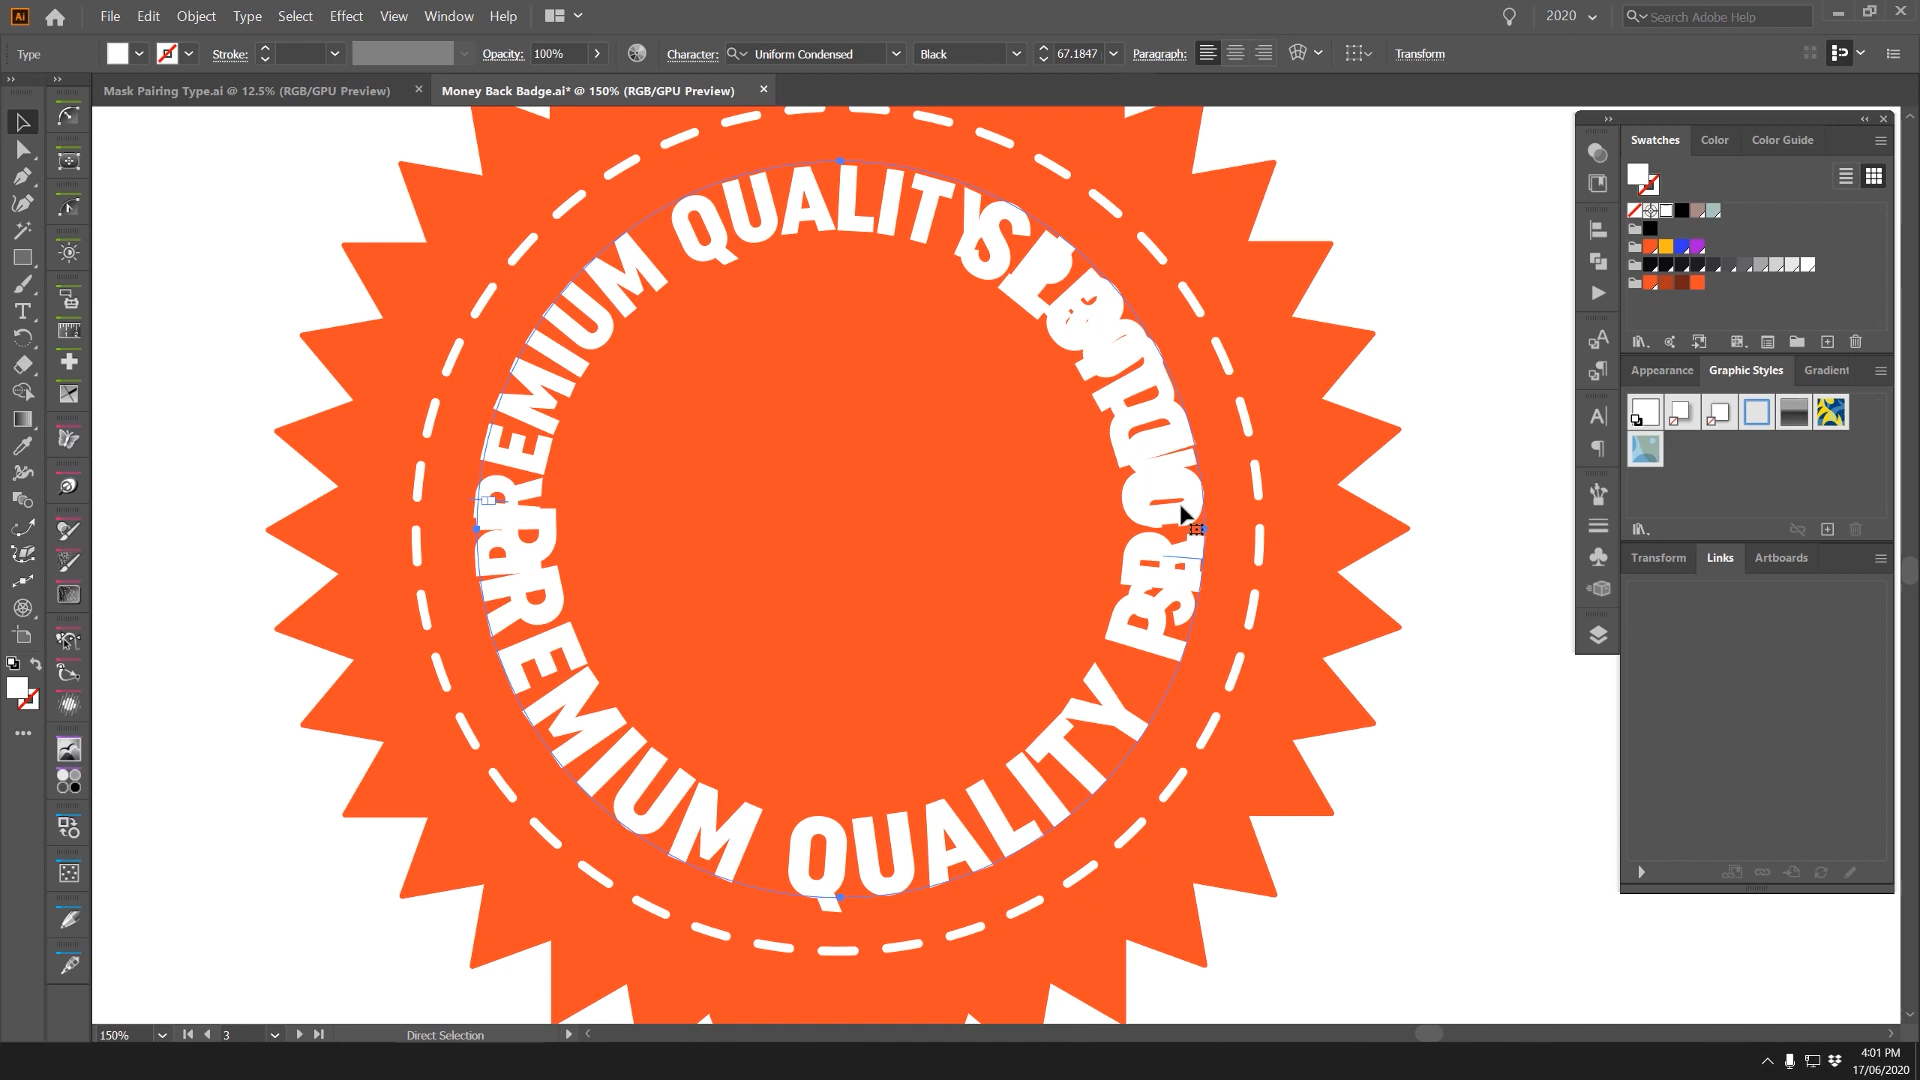 File Edit Object Type Select Effect View Window Help
2020
Search Adobe Help
Type
Stroke:
Opacity: 100%
Character: Uniform Condensed
Black
67.1847
Paragraph:
Transform
Mask Pairing Type.ai @ 12.5% (RGB/GPU Preview)
Money Back Badge.ai* @ 150% (RGB/GPU Preview)
PREMIUM QUALITY
PREMIUM QUALITY
Swatches Color Color Guide
Appearance Graphic Styles Gradient
Transform Links Artboards
150%
3
Direct Selection
4:01 PM
17/06/2020